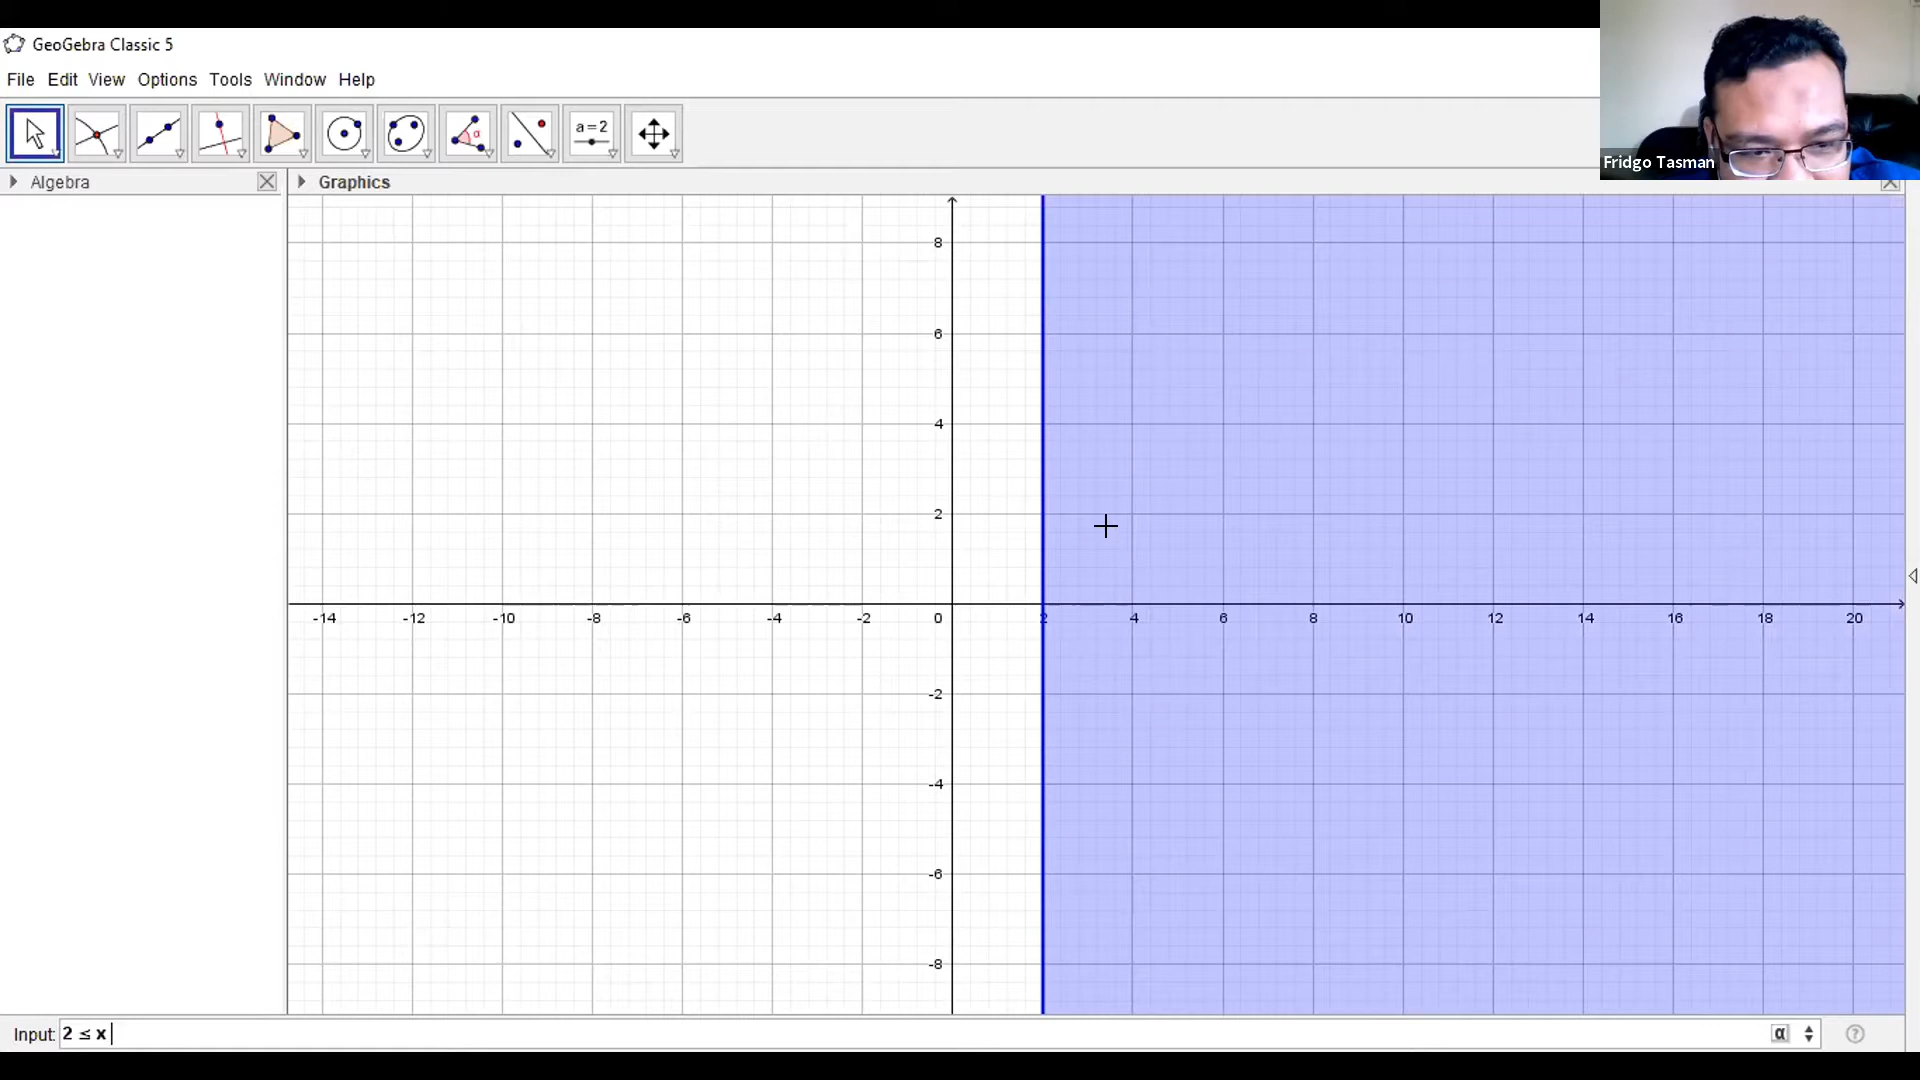 GeoGebra Classic 5
File Edit View Options Tools Window Help
a=2
α
Fridgo Tasman
Algebra
Graphics
8
6
4
2
-14 -12 -10 -8 -6 -4 -2 0 2 4 6 8 10 12 14 16 18 20
-2
-4
-6
-8
Input: 2 ≤ x
α
?